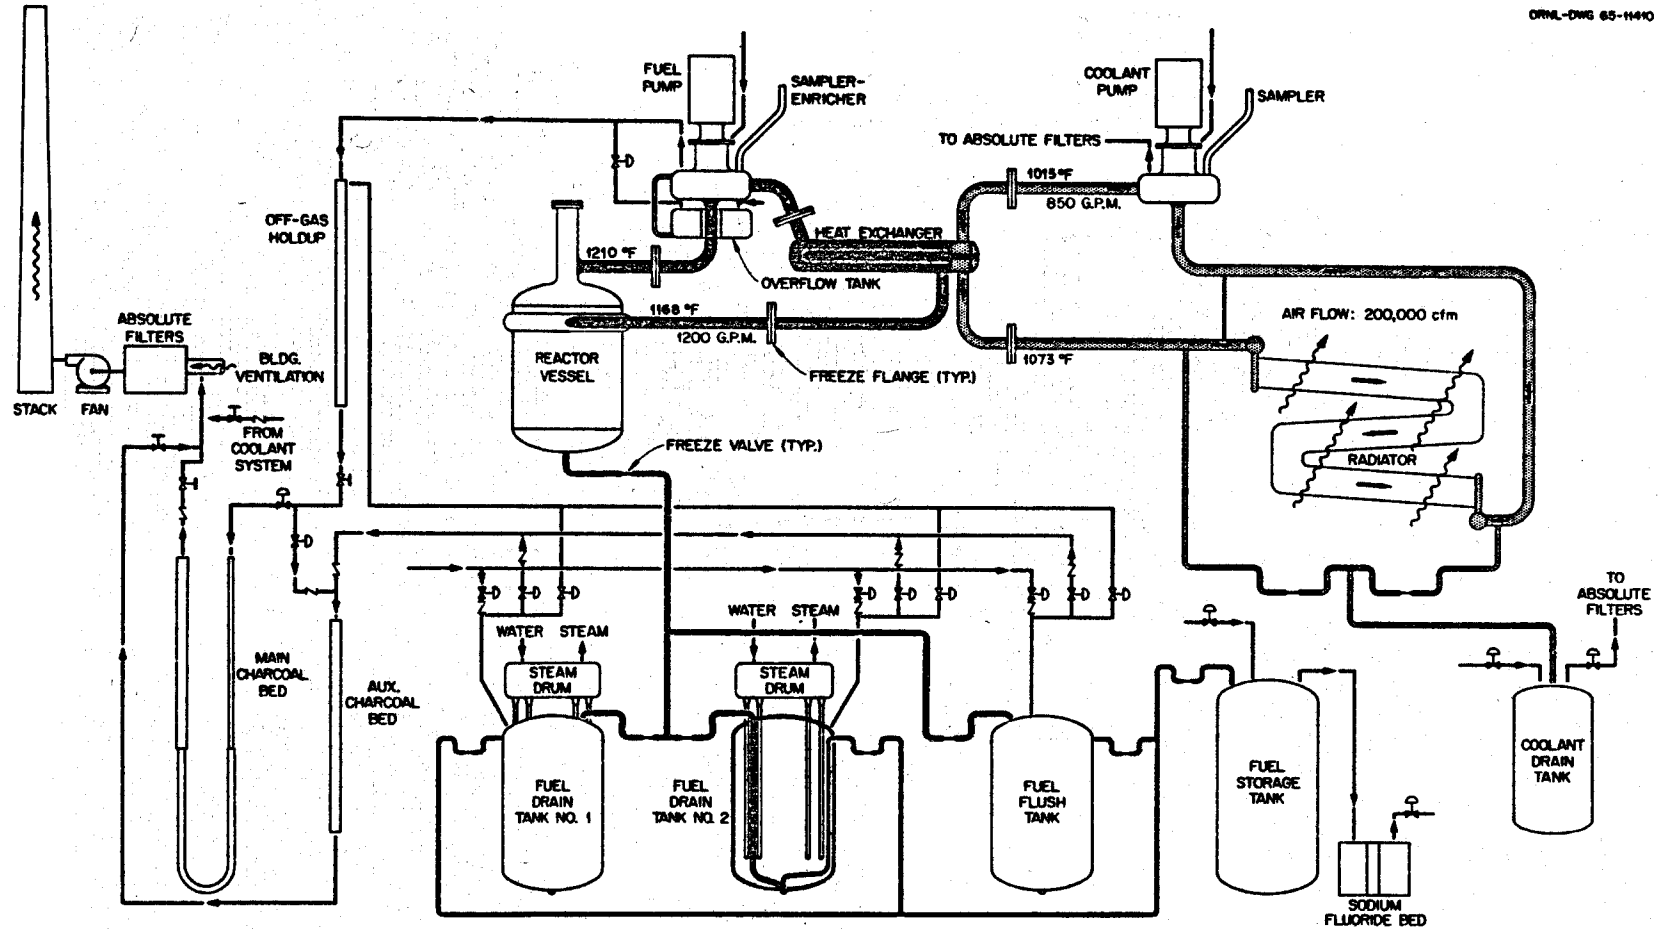 ORNL-DWG 65-11410
FUEL
PUMP
SAMPLER-
ENRICHER
COOLANT
PUMP
SAMPLER
TO ABSOLUTE FILTERS
1015 °F
850 G.P.M.
OFF-GAS
HOLDUP
HEAT EXCHANGER
1210 °F
OVERFLOW TANK
1168 °F
1200 G.P.M.
AIR FLOW: 200,000 cfm
ABSOLUTE
FILTERS
BLDG.
VENTILATION
REACTOR
VESSEL
1073 °F
FREEZE FLANGE (TYP.)
STACK
FAN
FROM
COOLANT
SYSTEM
FREEZE VALVE (TYP.)
RADIATOR
TO
ABSOLUTE
FILTERS
WATER
STEAM
WATER
STEAM
MAIN
CHARCOAL
BED
STEAM
DRUM
STEAM
DRUM
AUX.
CHARCOAL
BED
COOLANT
DRAIN
TANK
FUEL
DRAIN
TANK NO. 1
FUEL
DRAIN
TANK NO. 2
FUEL
FLUSH
TANK
FUEL
STORAGE
TANK
SODIUM
FLUORIDE BED